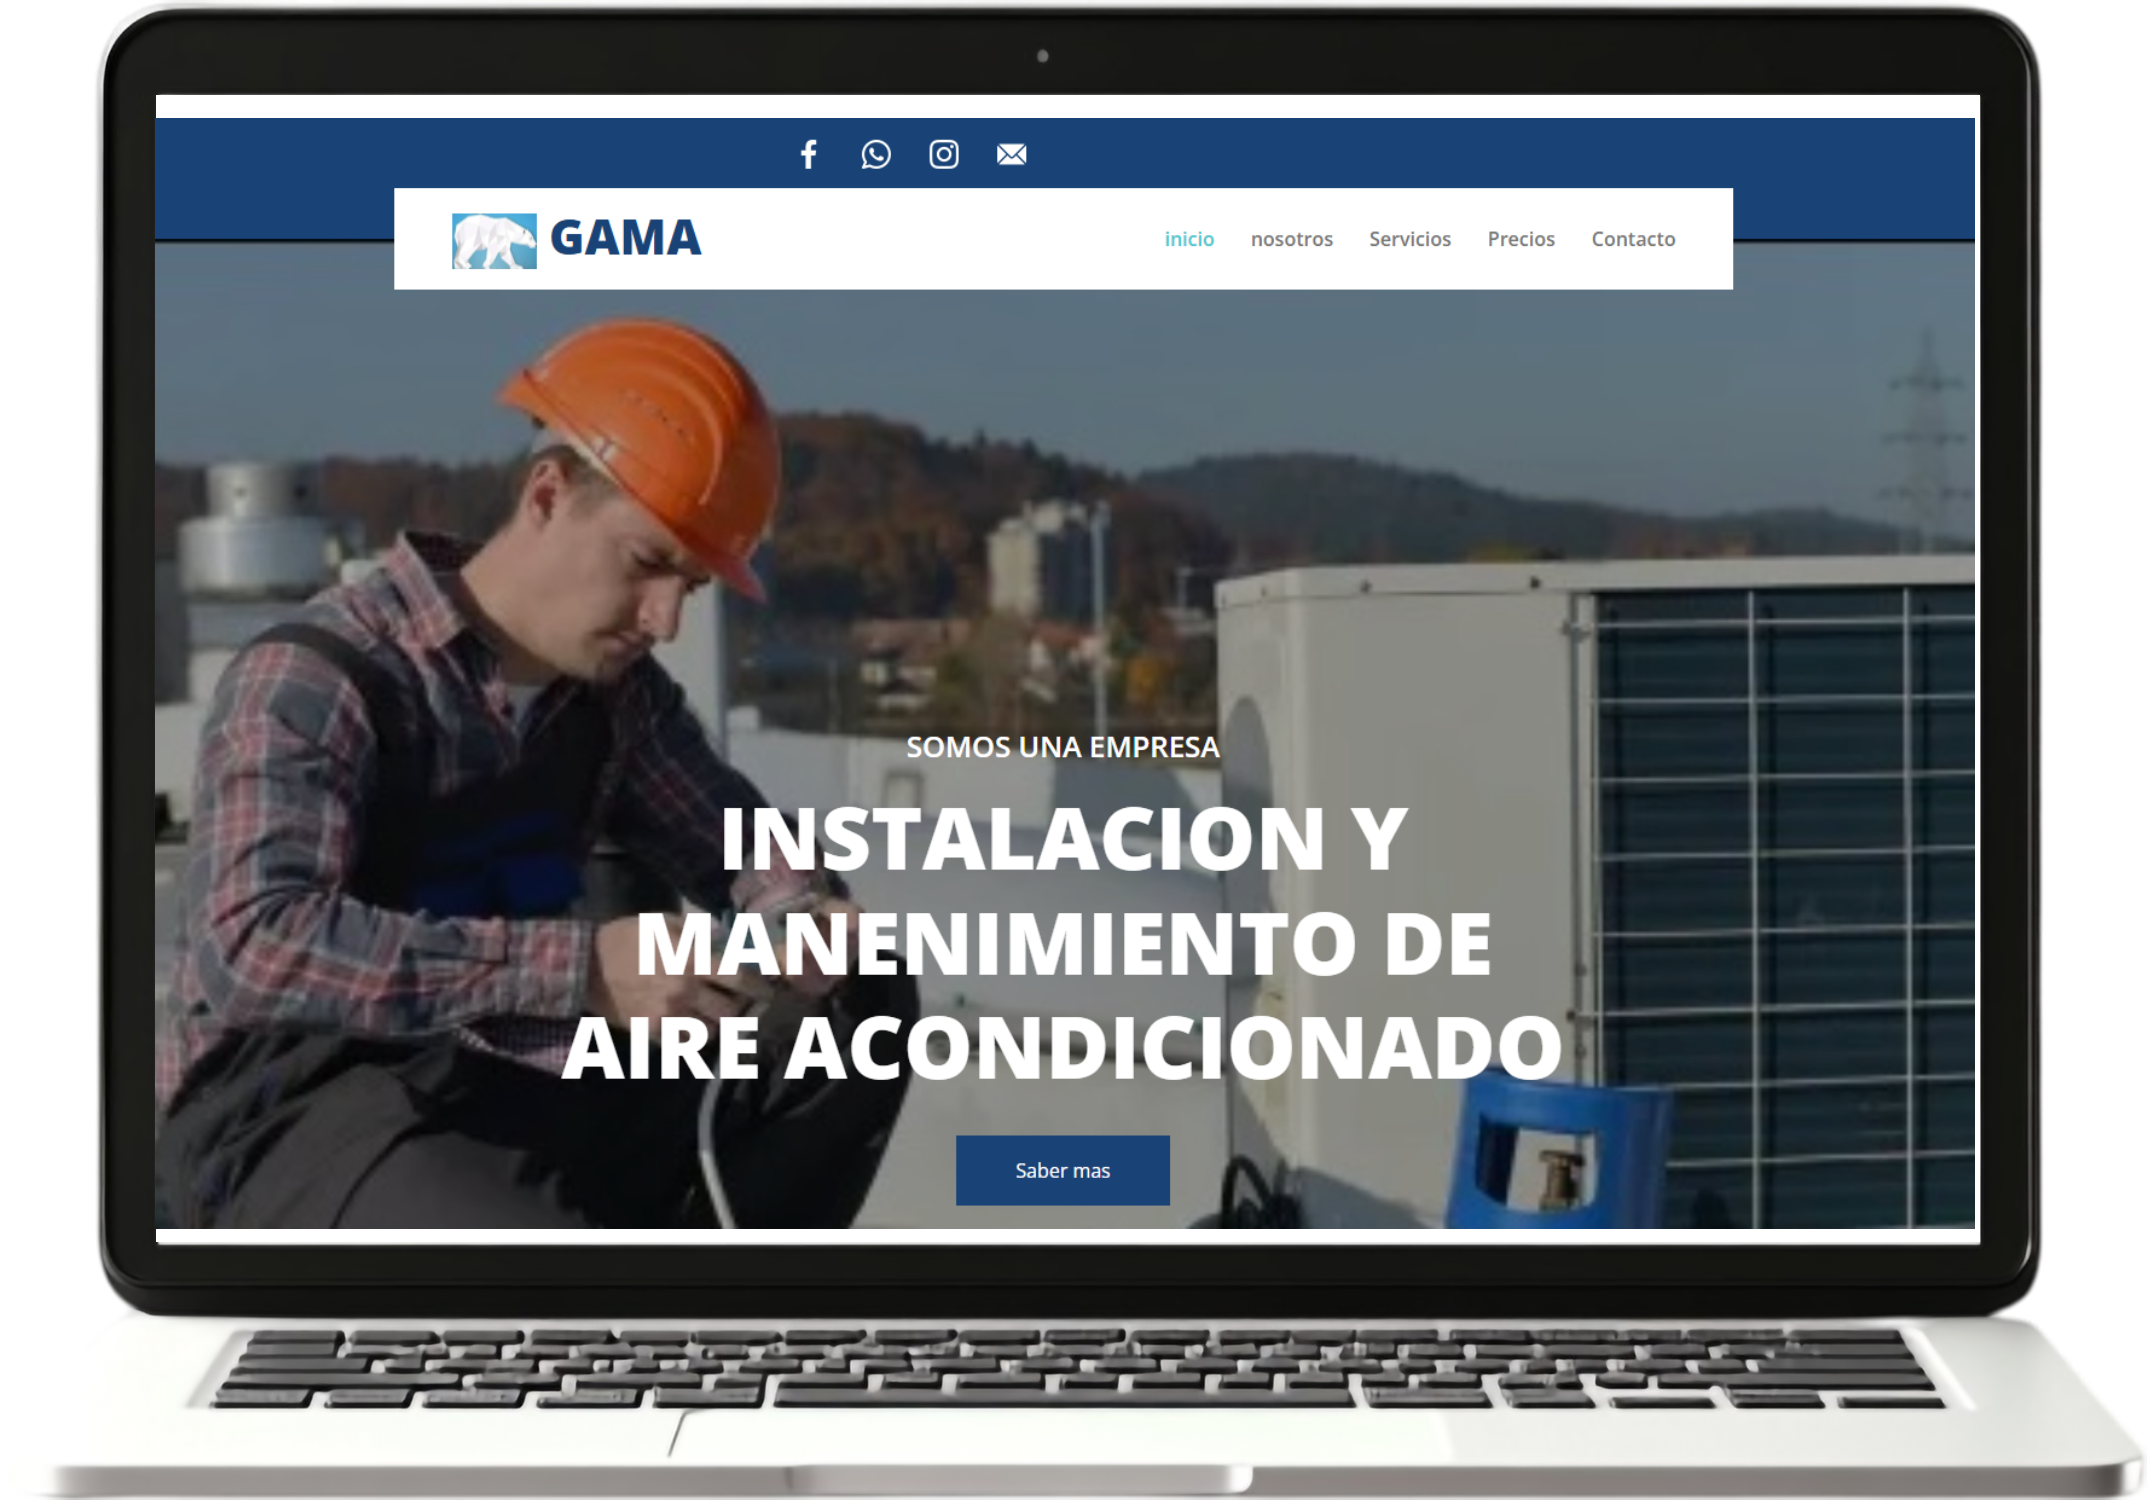 GAMA
inicio nosotros Servicios Precios Contacto
SOMOS UNA EMPRESA
INSTALACION Y
MANENIMIENTO DE
AIRE ACONDICIONADO
Saber mas